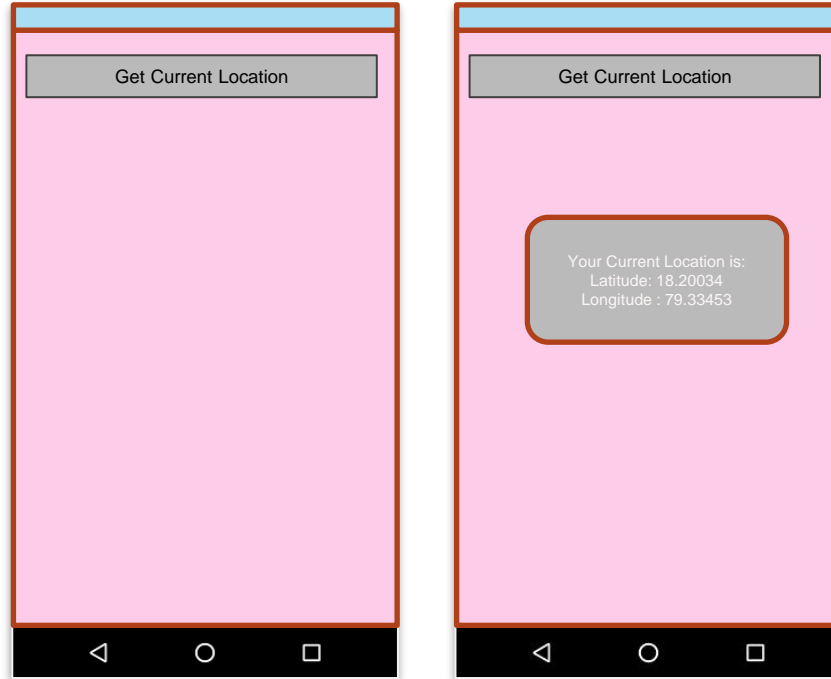 Get Current Location
Get Current Location
Your Current Location is:
Latitude: 18.20034
Longitude : 79.33453